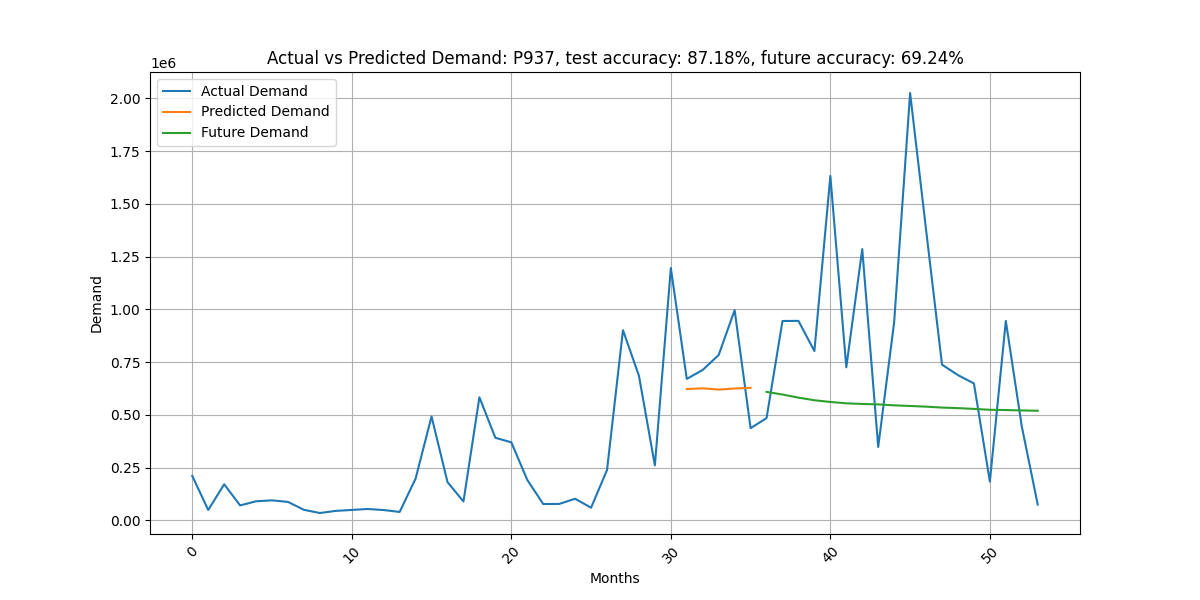 Actual vs Predicted Demand: P937, test accuracy: 87.18%, future accuracy: 69.24%
1e6
Actual Demand
Predicted Demand
Future Demand
2.00
1.75
1.50
1.25
1.00
0.75
0.50
0.25
0.00
Demand
0 10 20 30 40 50
Months